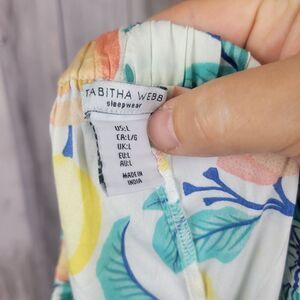 TABITHA WEBB
sleepwear
US:L
CA:L/G
UK:L
EU:L
AU:L
MADE IN
INDIA